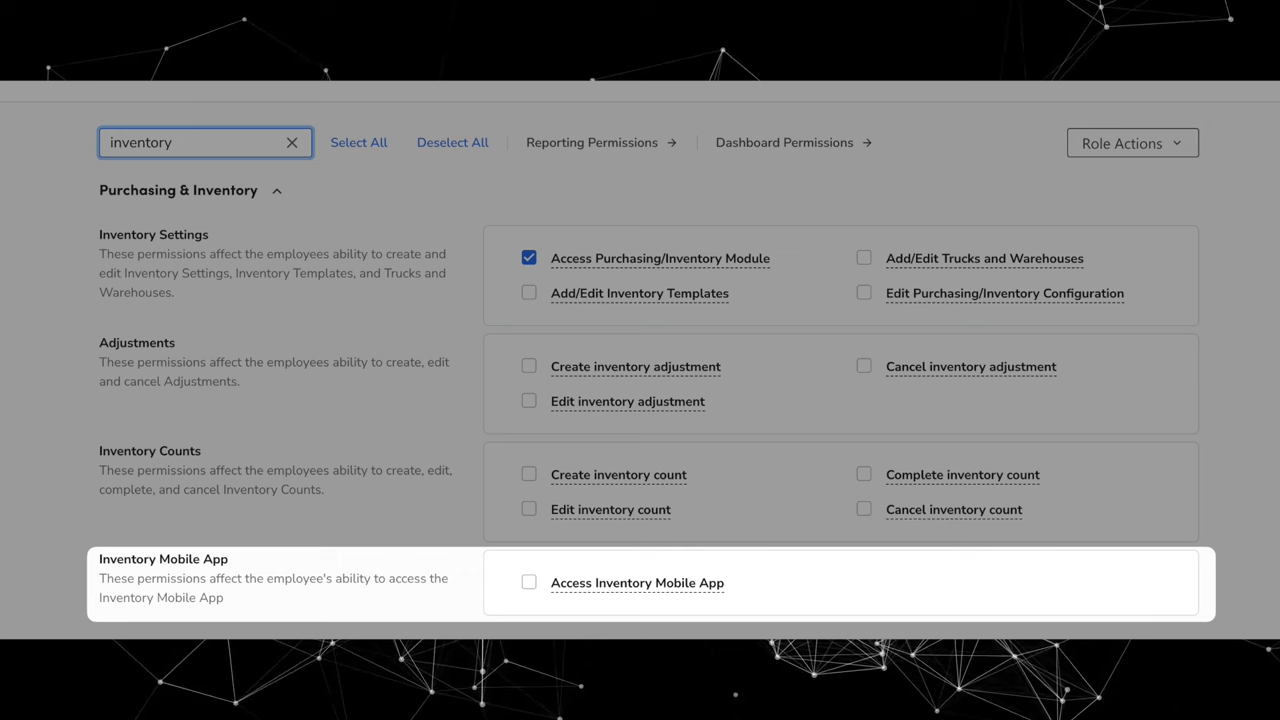 inventory
Select All
Deselect All
Reporting Permissions
Dashboard Permissions
Role Actions
Purchasing & Inventory
Inventory Settings
These permissions affect the employees ability to create and
edit Inventory Settings, Inventory Templates, and Trucks and
Warehouses.
Access Purchasing/Inventory Module
Add/Edit Trucks and Warehouses
Add/Edit Inventory Templates
Edit Purchasing/Inventory Configuration
Adjustments
These permissions affect the employees ability to create, edit
and cancel Adjustments.
Create inventory adjustment
Cancel inventory adjustment
Edit inventory adjustment
Inventory Counts
These permissions affect the employees ability to create, edit,
complete, and cancel Inventory Counts.
Create inventory count
Complete inventory count
Edit inventory count
Cancel inventory count
Inventory Mobile App
These permissions affect the employee's ability to access the
Inventory Mobile App
Access Inventory Mobile App